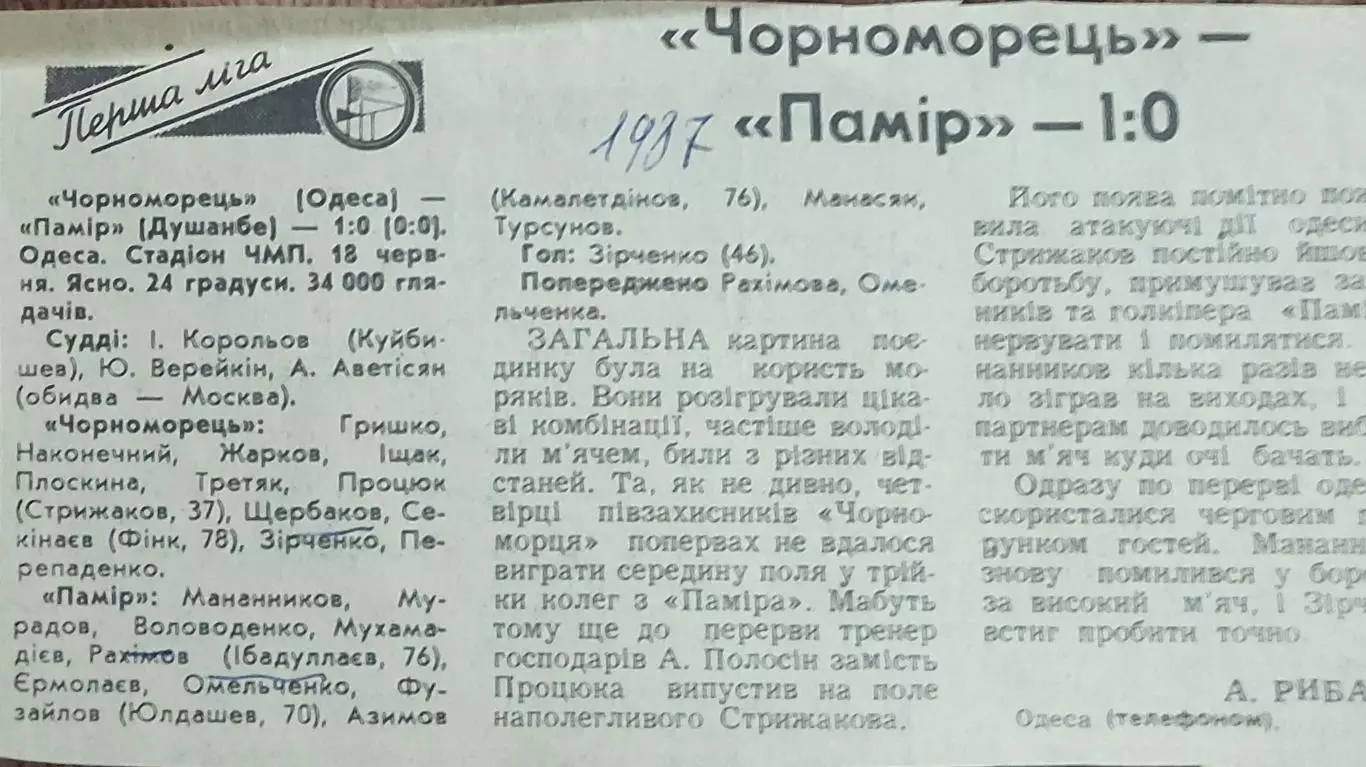 Перша ліга
«Чорноморець» —
«Памір» — 1:0
1987
«Чорноморець» (Одеса) —
«Памір» (Душанбе) — 1:0 (0:0).
Одеса. Стадіон ЧМП. 18 черв-
ня. Ясно. 24 градуси. 34 000 гля-
дачів.
Судді: І. Корольов (Куйби-
шев), Ю. Верейкін, А. Аветісян
(обидва — Москва).
«Чорноморець»: Гришко,
Наконечний, Жарков, Іщак,
Плоскина, Третяк, Процюк
(Стрижаков, 37), Щербаков, Се-
кінаєв (Фінк, 78), Зірченко, Пе-
репаденко.
«Памір»: Мананников, Му-
радов, Воловоденко, Мухама-
дієв, Рахімов (Ібадуллаєв, 76),
Єрмолаєв, Омельченко, Фу-
зайлов (Юлдашев, 70), Азимов
(Камалетдінов, 76), Манасян,
Турсунов.
Гол: Зірченко (46).
Попереджено Рахімова, Оме-
льченка.
ЗАГАЛЬНА картина поє-
динку була на користь мо-
ряків. Вони розігрували ціка-
ві комбінації, частіше володі-
ли м'ячем, били з різних від-
станей. Та, як не дивно, чет-
вірці півзахисників «Чорно-
морця» попервах не вдалося
виграти середину поля у трій-
ки колег з «Паміра». Мабуть
тому ще до перерви тренер
господарів А. Полосін замість
Процюка випустив на поле
наполегливого Стрижакова.
Його поява помітно пож
вила атакуючі дії одеси
Стрижаков постійно йшов
боротьбу, примушував за
ників та голкіпера «Пам
нервувати і помилятися.
нанников кілька разів не
ло зіграв на виходах, і
партнерам доводилось виб
ти м'яч куди очі бачать.
Одразу по перерві оде
скористалися черговим
рунком гостей. Мананн
знову помилився у бор
за високий м'яч, і Зірч
встиг пробити точно.
А. РИБА
Одеса (телефоном).